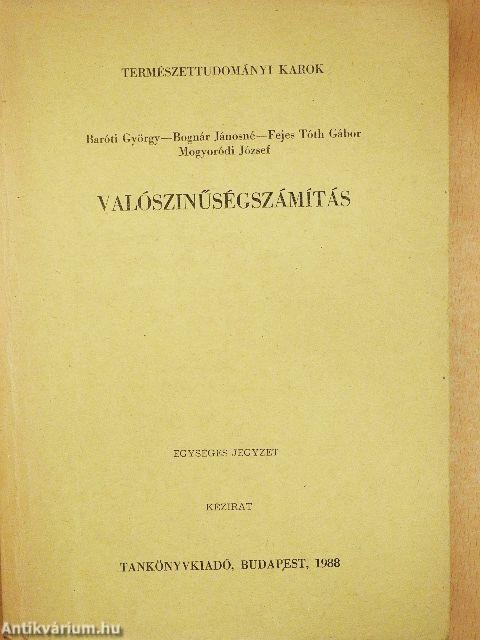 TERMÉSZETTUDOMÁNYI KAROK
Baróti György—Bognár Jánosné—Fejes Tóth Gábor
Mogyoródi József
VALÓSZINŰSÉGSZÁMÍTÁS
EGYSÉGES JEGYZET
KÉZIRAT
TANKÖNYVKIADÓ, BUDAPEST, 1988
Antikvárium.hu